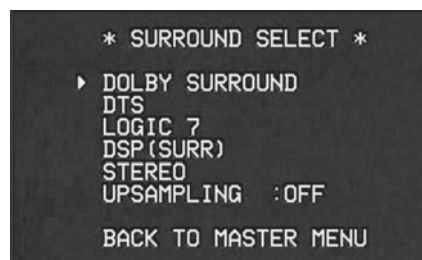 * SURROUND SELECT *
▶ DOLBY SURROUND
DTS
LOGIC 7
DSP(SURR)
STEREO
UPSAMPLING :OFF
BACK TO MASTER MENU